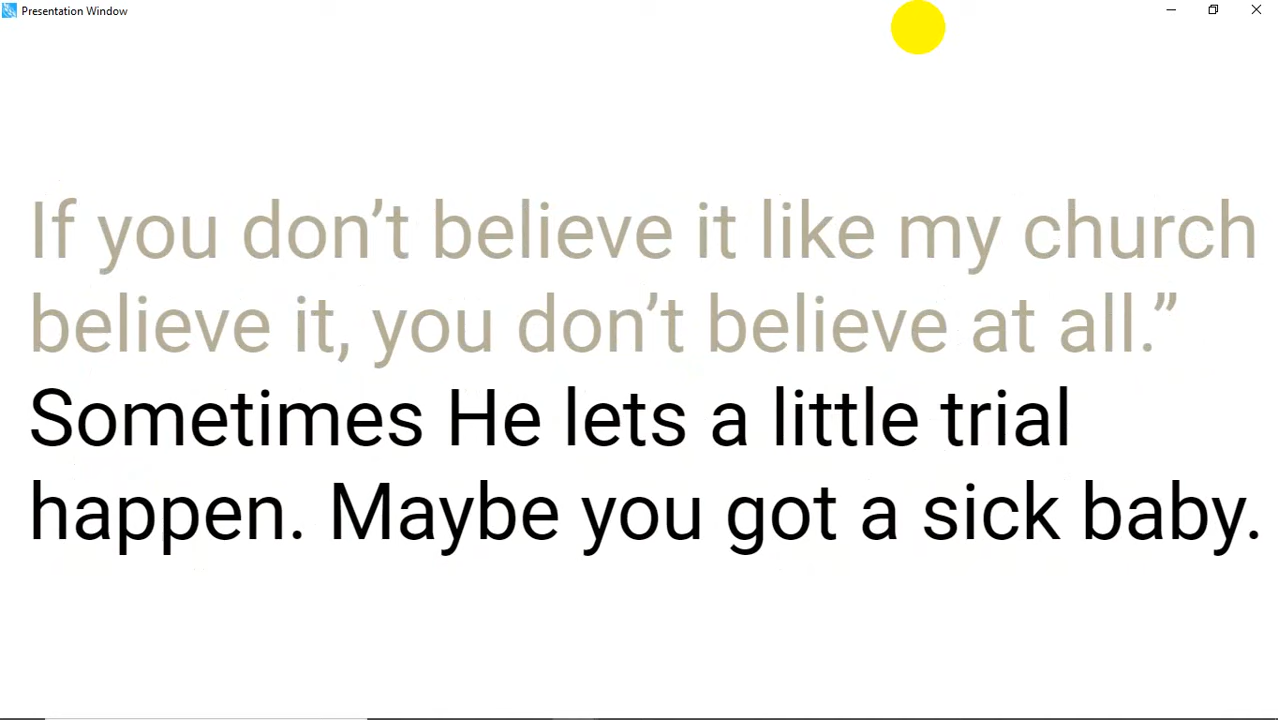 Presentation Window
If you don’t believe it like my church
believe it, you don’t believe at all.”
Sometimes He lets a little trial
happen. Maybe you got a sick baby.